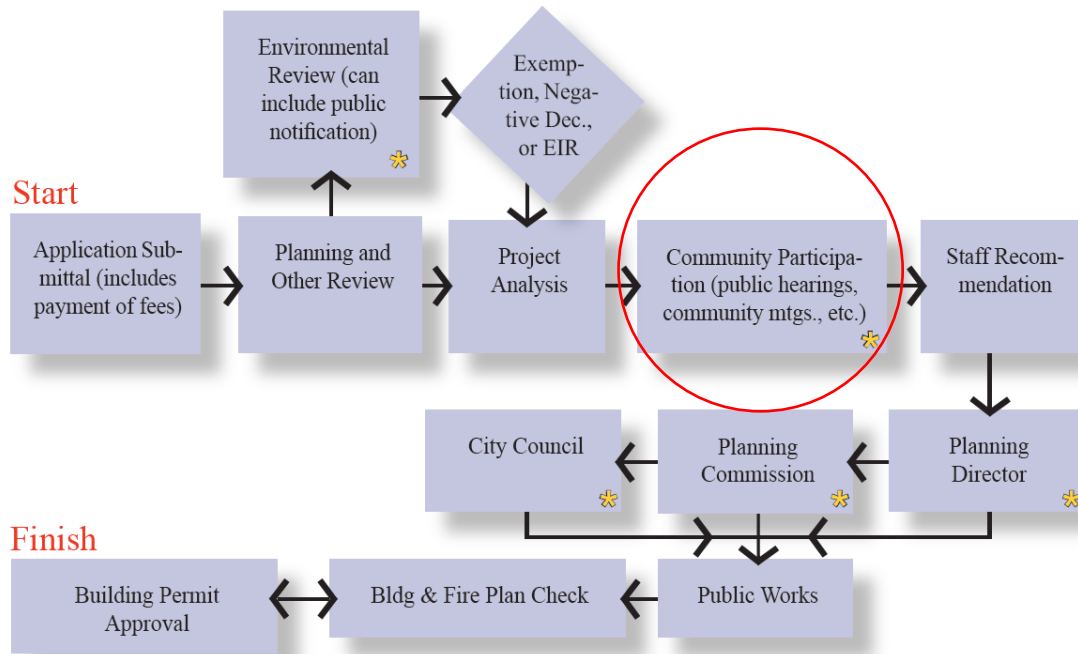 Environmental
Review (can
include public
notification)
*
Exemp-
tion, Nega-
tive Dec.,
or EIR
Start
Application Sub-
mittal (includes
payment of fees)
Planning and
Other Review
Project
Analysis
Community Participa-
tion (public hearings,
community mtgs., etc.)
*
Staff Recom-
mendation
City Council
*
Planning
Commission
*
Planning
Director
*
Finish
Building Permit
Approval
Bldg & Fire Plan Check
Public Works